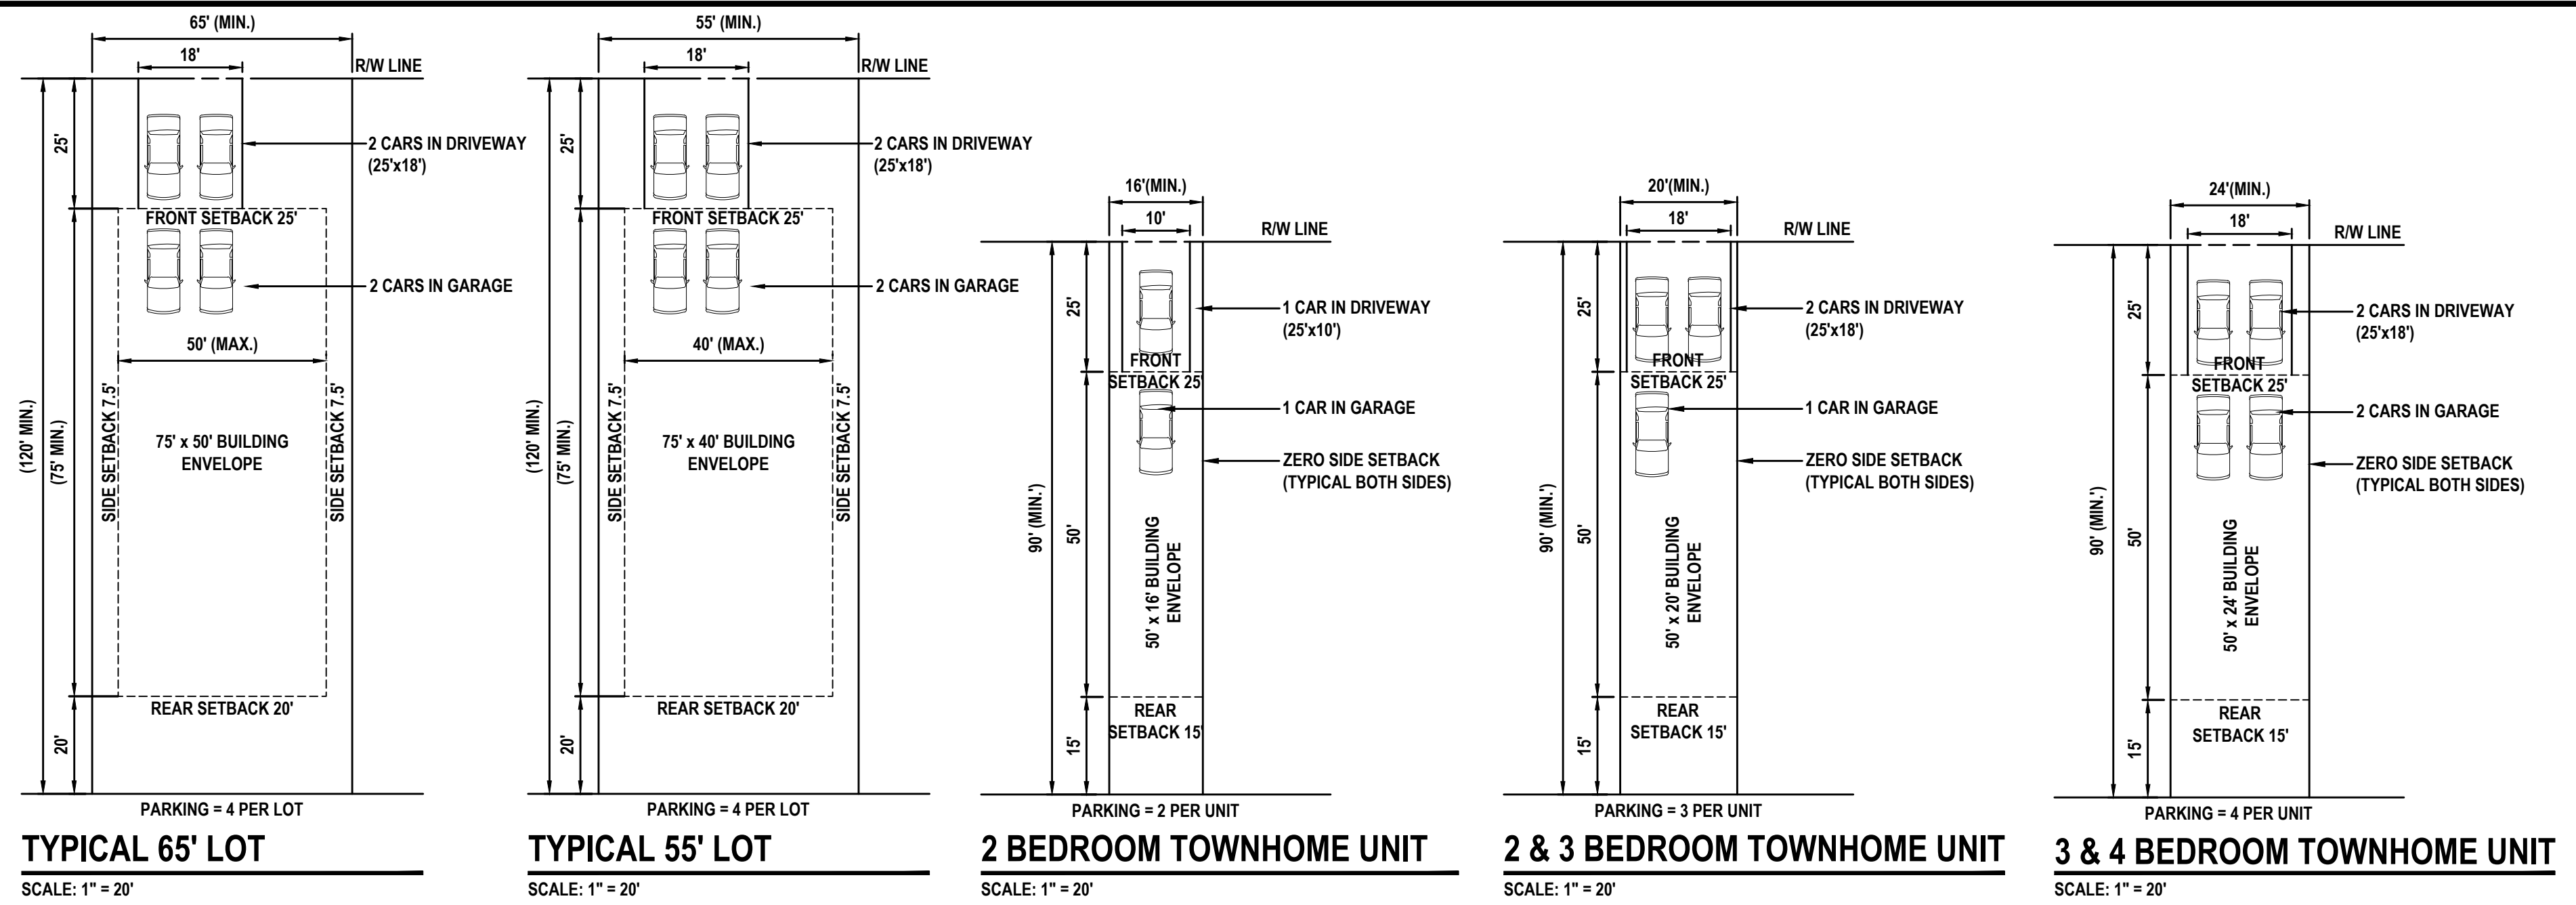 65' (MIN.)
18'
R/W LINE
25'
2 CARS IN DRIVEWAY
(25'x18')
FRONT SETBACK 25'
2 CARS IN GARAGE
50' (MAX.)
(120' MIN.)
(75' MIN.)
SIDE SETBACK 7.5'
75' x 50' BUILDING
ENVELOPE
SIDE SETBACK 7.5'
REAR SETBACK 20'
20'
PARKING = 4 PER LOT
TYPICAL 65' LOT
SCALE: 1" = 20'
55' (MIN.)
18'
R/W LINE
25'
2 CARS IN DRIVEWAY
(25'x18')
FRONT SETBACK 25'
2 CARS IN GARAGE
40' (MAX.)
(120' MIN.)
(75' MIN.)
SIDE SETBACK 7.5'
75' x 40' BUILDING
ENVELOPE
SIDE SETBACK 7.5'
REAR SETBACK 20'
20'
PARKING = 4 PER LOT
TYPICAL 55' LOT
SCALE: 1" = 20'
16'(MIN.)
10'
R/W LINE
25'
1 CAR IN DRIVEWAY
(25'x10')
FRONT
SETBACK 25'
1 CAR IN GARAGE
ZERO SIDE SETBACK
(TYPICAL BOTH SIDES)
90' (MIN.')
50'
50' x 16' BUILDING
ENVELOPE
REAR
SETBACK 15'
15'
PARKING = 2 PER UNIT
2 BEDROOM TOWNHOME UNIT
SCALE: 1" = 20'
20'(MIN.)
18'
R/W LINE
25'
2 CARS IN DRIVEWAY
(25'x18')
FRONT
SETBACK 25'
1 CAR IN GARAGE
ZERO SIDE SETBACK
(TYPICAL BOTH SIDES)
90' (MIN.')
50'
50' x 20' BUILDING
ENVELOPE
REAR
SETBACK 15'
15'
PARKING = 3 PER UNIT
2 & 3 BEDROOM TOWNHOME UNIT
SCALE: 1" = 20'
24'(MIN.)
18'
R/W LINE
25'
2 CARS IN DRIVEWAY
(25'x18')
FRONT
SETBACK 25'
2 CARS IN GARAGE
ZERO SIDE SETBACK
(TYPICAL BOTH SIDES)
90' (MIN.')
50'
50' x 24' BUILDING
ENVELOPE
REAR
SETBACK 15'
15'
PARKING = 4 PER UNIT
3 & 4 BEDROOM TOWNHOME UNIT
SCALE: 1" = 20'